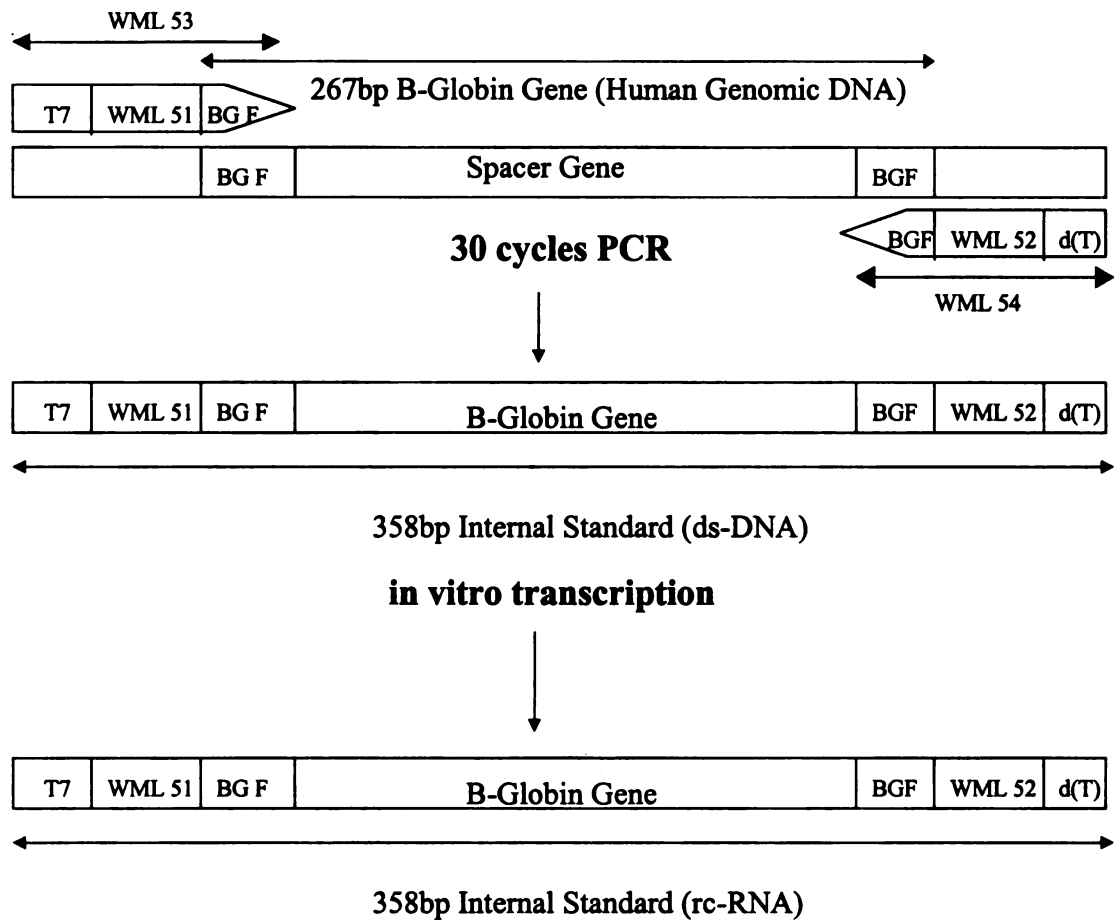 WML 53
267bp B-Globin Gene (Human Genomic DNA)
T7 WML 51 BG F
BG F Spacer Gene BGF
BGF WML 52 d(T)
30 cycles PCR
WML 54
T7 WML 51 BG F B-Globin Gene BGF WML 52 d(T)
358bp Internal Standard (ds-DNA)
in vitro transcription
T7 WML 51 BG F B-Globin Gene BGF WML 52 d(T)
358bp Internal Standard (rc-RNA)